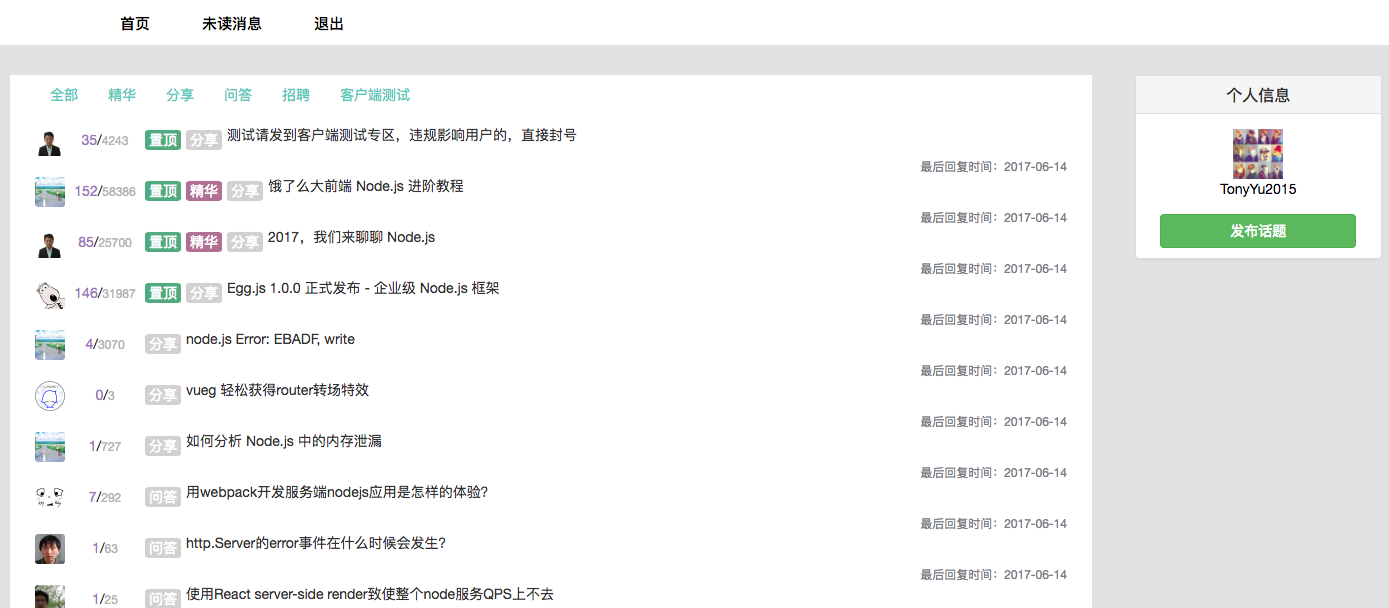 首页 未读消息 退出
全部 精华 分享 问答 招聘 客户端测试
35/4243 置顶 分享 测试请发到客户端测试专区，违规影响用户的，直接封号
最后回复时间：2017-06-14
152/58386 置顶 精华 分享 饿了么大前端 Node.js 进阶教程
最后回复时间：2017-06-14
85/25700 置顶 精华 分享 2017，我们来聊聊 Node.js
最后回复时间：2017-06-14
146/31987 置顶 分享 Egg.js 1.0.0 正式发布 - 企业级 Node.js 框架
最后回复时间：2017-06-14
4/3070 分享 node.js Error: EBADF, write
最后回复时间：2017-06-14
0/3 分享 vueg 轻松获得router转场特效
最后回复时间：2017-06-14
1/727 分享 如何分析 Node.js 中的内存泄漏
最后回复时间：2017-06-14
7/292 问答 用webpack开发服务端nodejs应用是怎样的体验?
最后回复时间：2017-06-14
1/63 问答 http.Server的error事件在什么时候会发生?
最后回复时间：2017-06-14
1/25 问答 使用React server-side render致使整个node服务QPS上不去
个人信息
TonyYu2015
发布话题